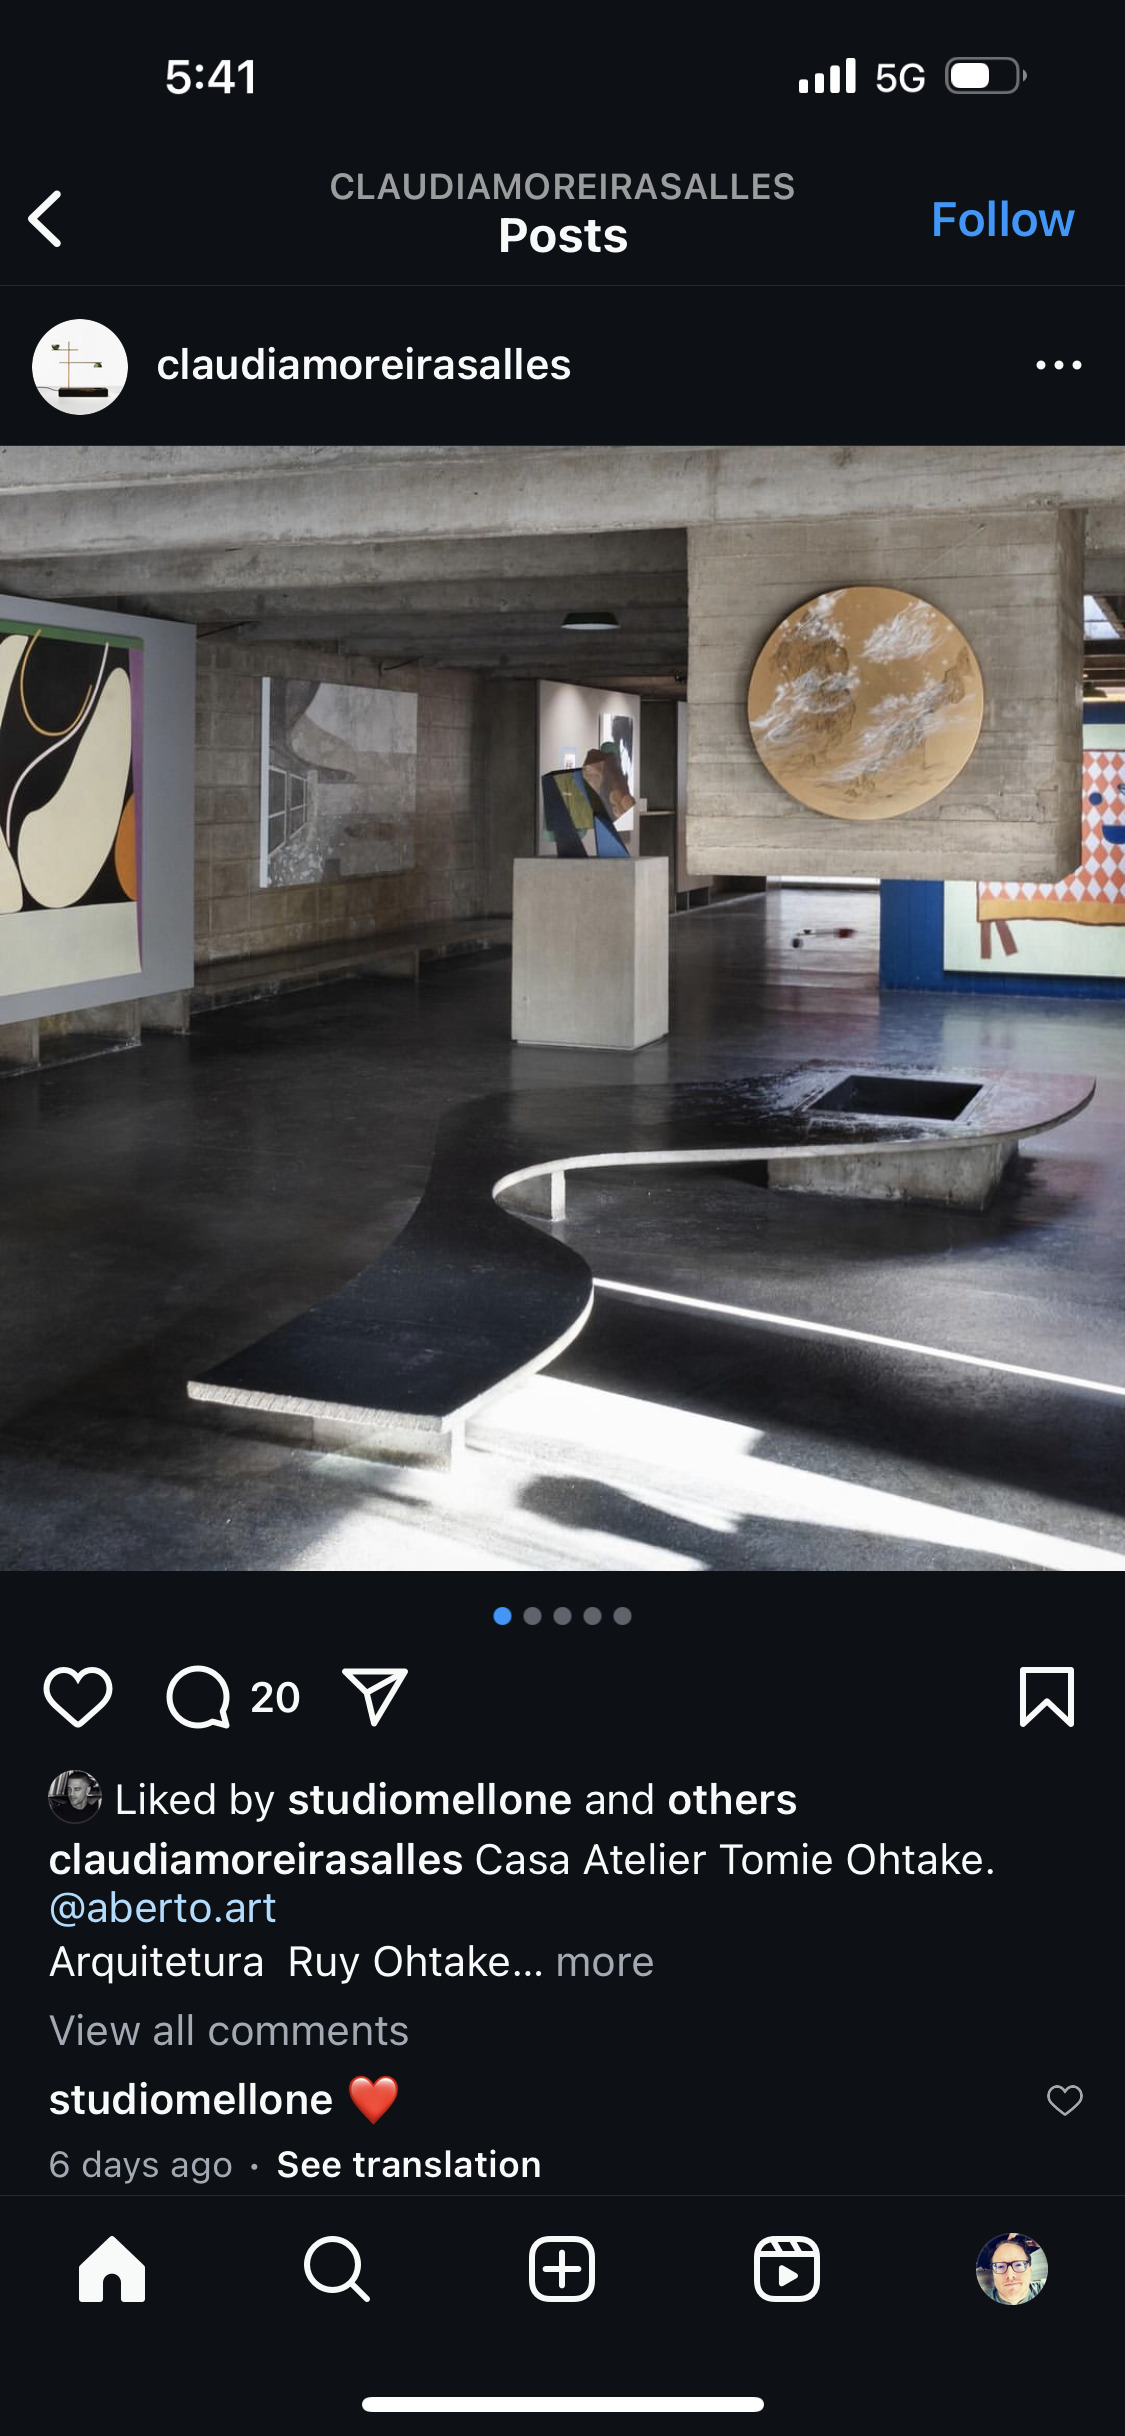 5:41
5G
CLAUDIAMOREIRASALLES
Posts
Follow
claudiamoreirasalles
20
Liked by studiomellone and others
claudiamoreirasalles Casa Atelier Tomie Ohtake.
@aberto.art
Arquitetura  Ruy Ohtake... more
View all comments
studiomellone ❤️
6 days ago · See translation